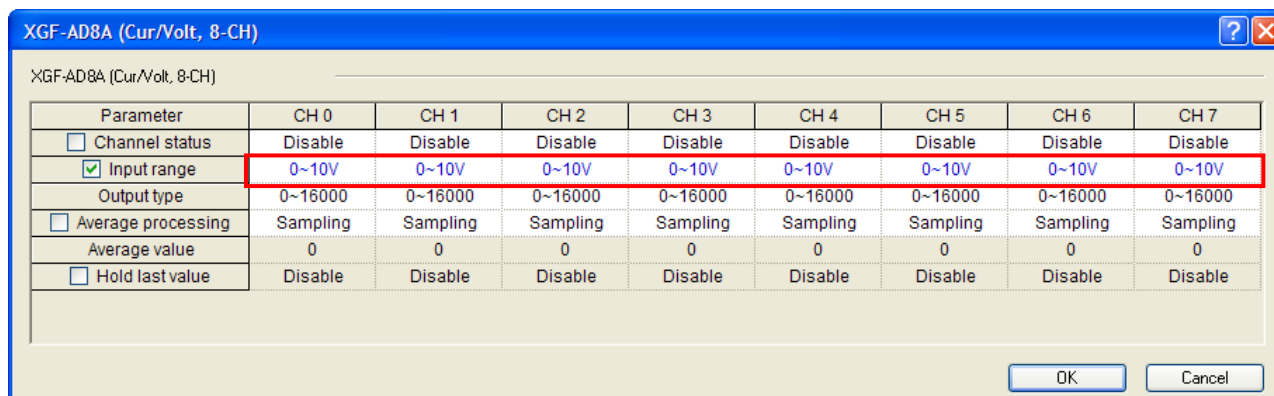 XGF-AD8A (Cur/Volt, 8-CH)
XGF-AD8A (Cur/Volt, 8-CH)
Parameter CH 0 CH 1 CH 2 CH 3 CH 4 CH 5 CH 6 CH 7
Channel status Disable Disable Disable Disable Disable Disable Disable Disable
Input range 0~10V 0~10V 0~10V 0~10V 0~10V 0~10V 0~10V 0~10V
Output type 0~16000 0~16000 0~16000 0~16000 0~16000 0~16000 0~16000 0~16000
Average processing Sampling Sampling Sampling Sampling Sampling Sampling Sampling Sampling
Average value 0 0 0 0 0 0 0 0
Hold last value Disable Disable Disable Disable Disable Disable Disable Disable
OK Cancel